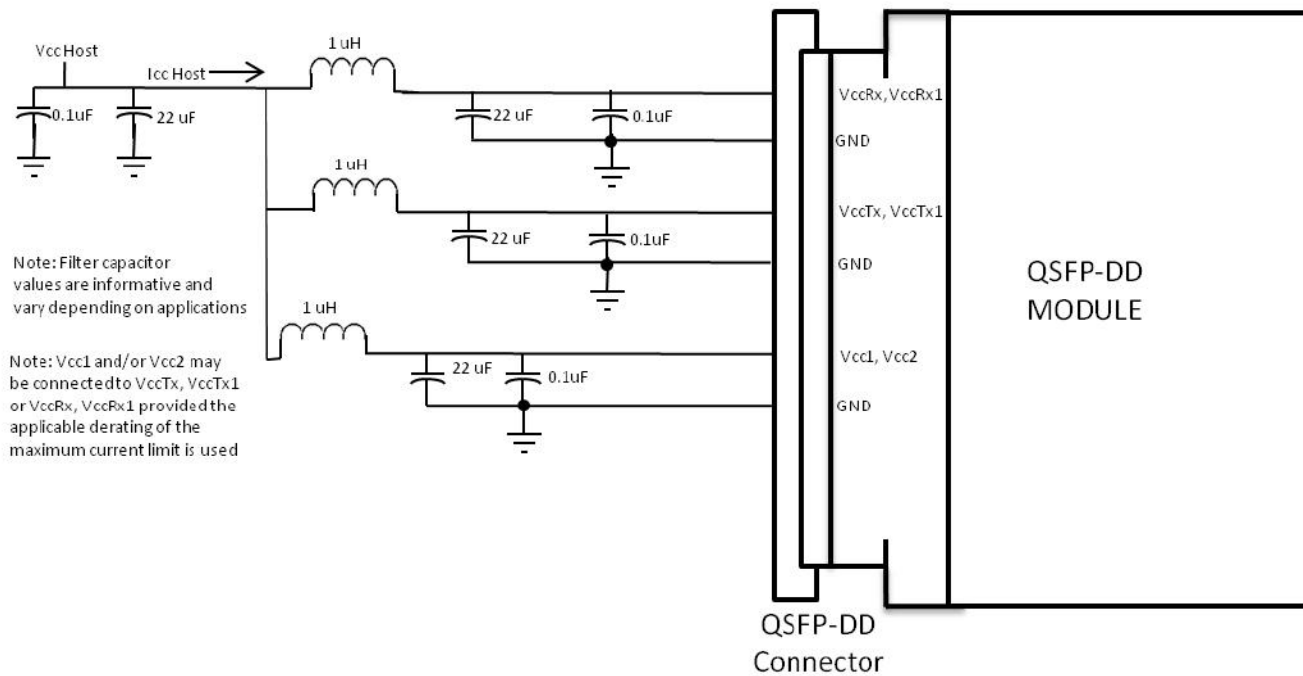 1 uH
Vcc Host
Icc Host
0.1uF
22 uF
22 uF
0.1uF
VccRx, VccRx1
GND
1 uH
22 uF
0.1uF
VccTx, VccTx1
GND
Note: Filter capacitor
values are informative and
vary depending on applications
1 uH
22 uF
0.1uF
Vcc1, Vcc2
GND
Note: Vcc1 and/or Vcc2 may
be connected to VccTx, VccTx1
or VccRx, VccRx1 provided the
applicable derating of the
maximum current limit is used
QSFP-DD
MODULE
QSFP-DD
Connector